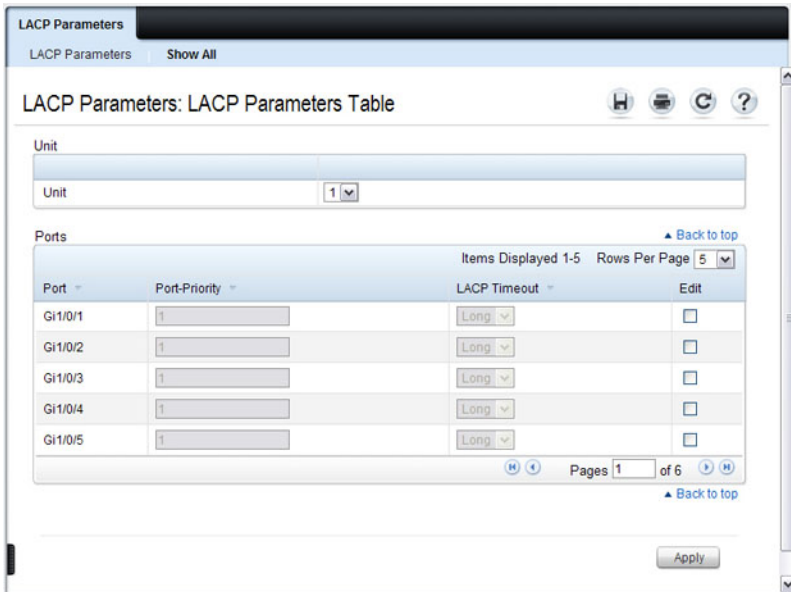 LACP Parameters
LACP Parameters Show All
LACP Parameters: LACP Parameters Table
Unit
Unit 1
Ports Back to top
Items Displayed 1-5 Rows Per Page 5
Port Port-Priority LACP Timeout Edit
Gi1/0/1 1 Long
Gi1/0/2 1 Long
Gi1/0/3 1 Long
Gi1/0/4 1 Long
Gi1/0/5 1 Long
Pages 1 of 6
Back to top
Apply